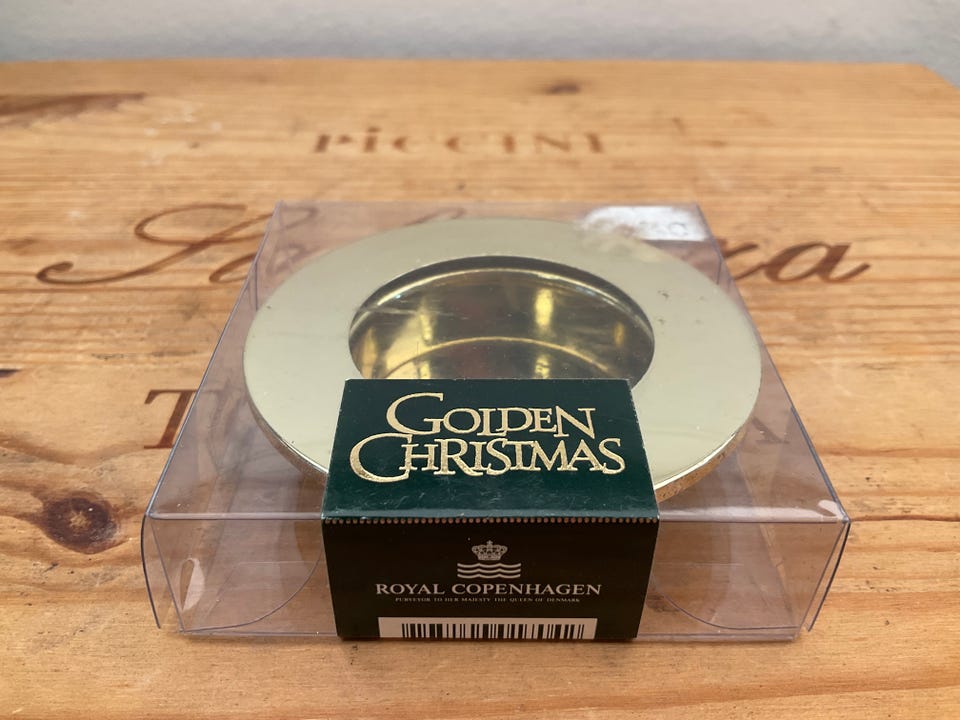 PiCCINI
GOLDEN
CHRISTMAS
ROYAL COPENHAGEN
PURVEYOR TO HER MAJESTY THE QUEEN OF DENMARK